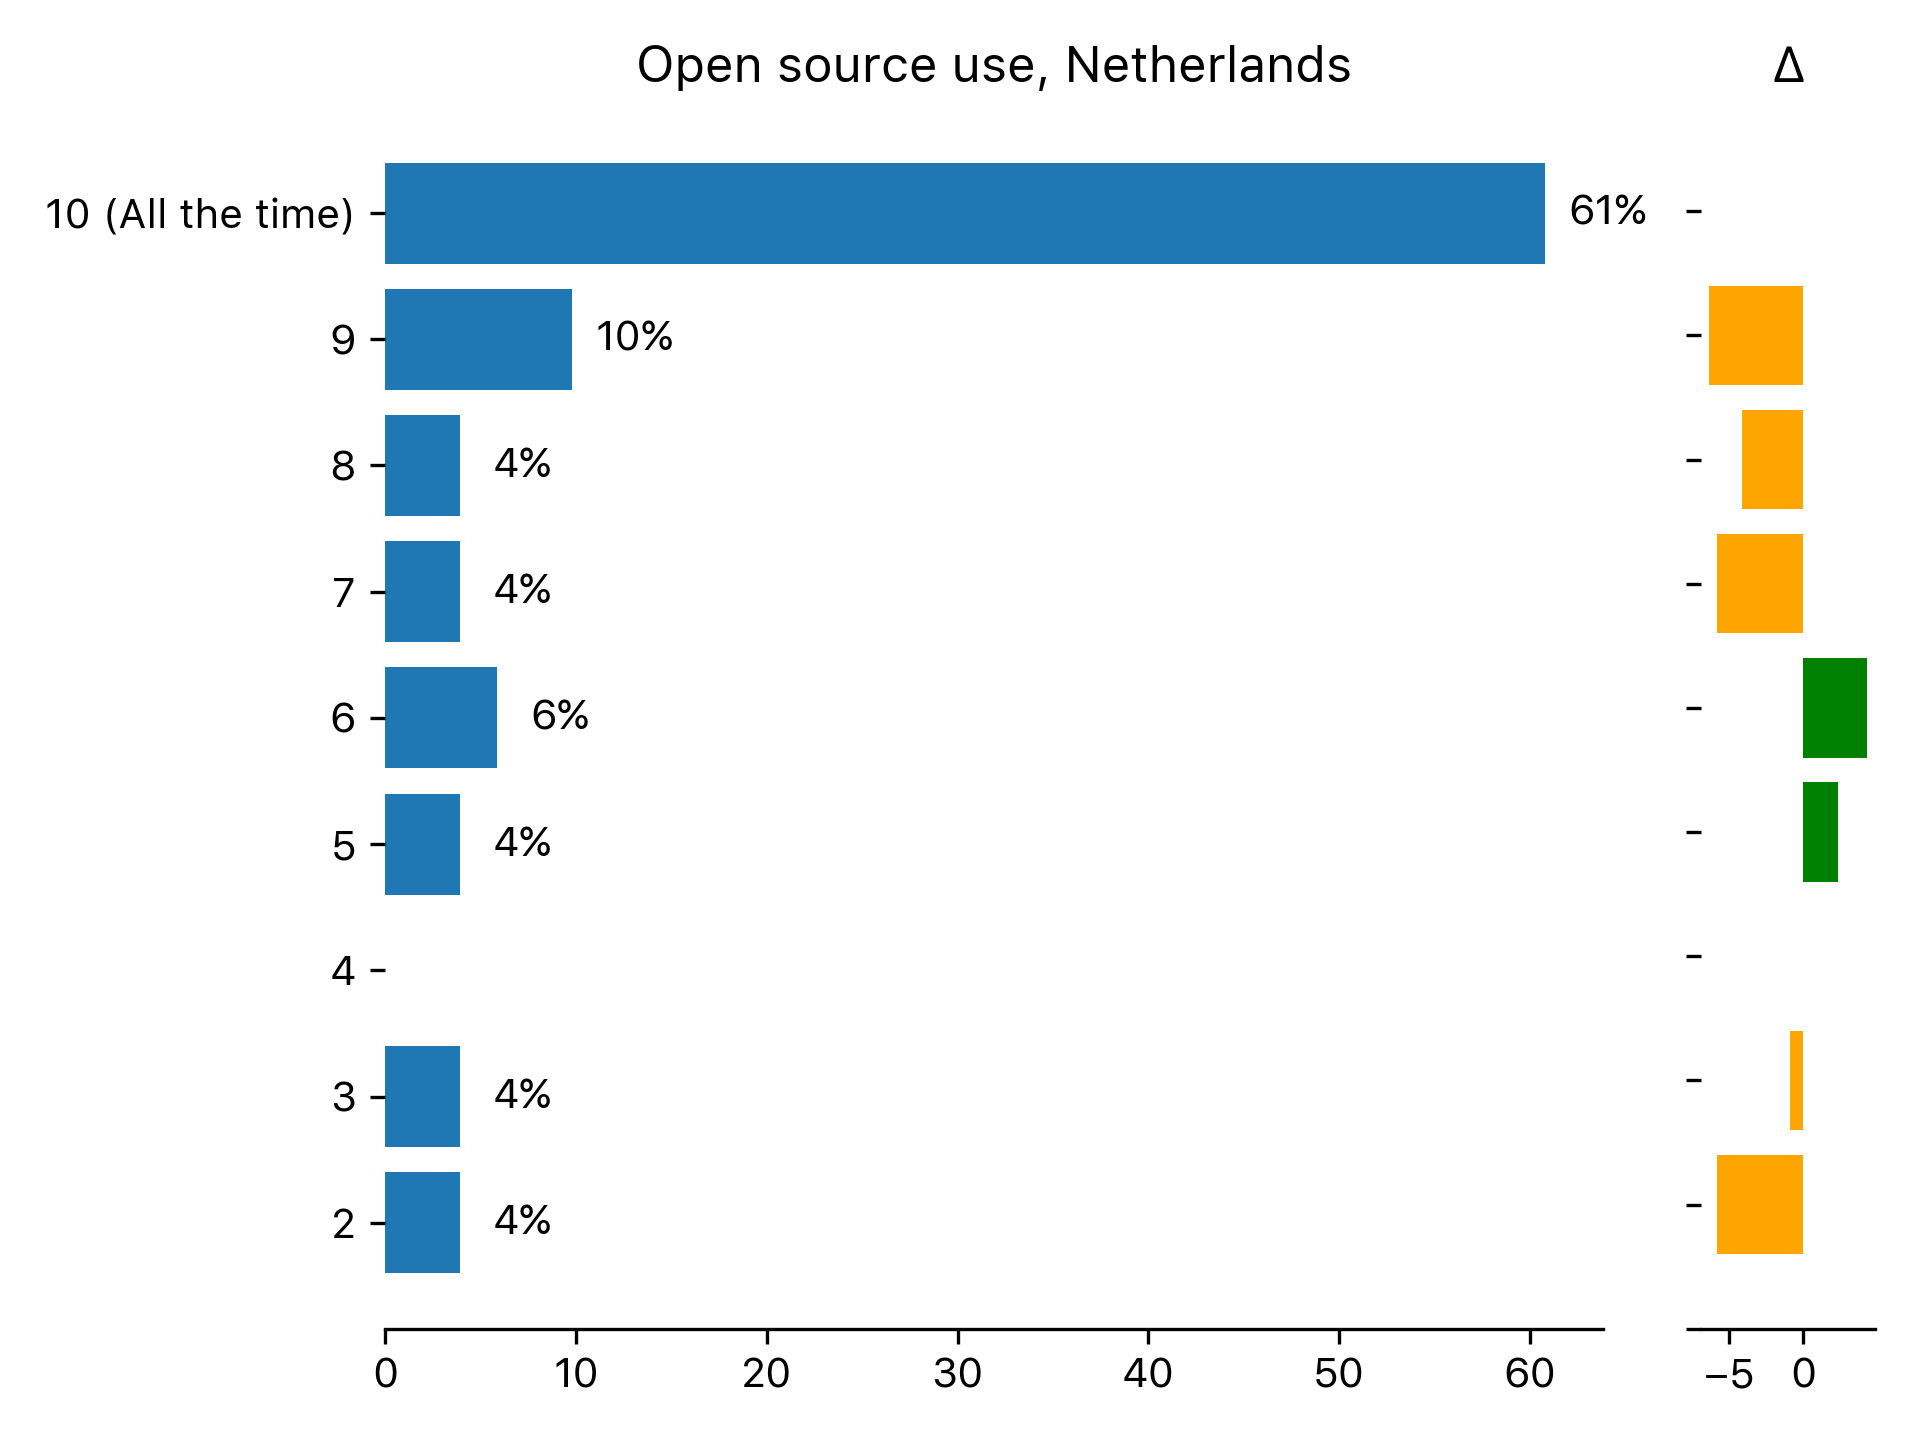 Open source use, Netherlands Δ
10 (All the time) 61%
9 10%
8 4%
7 4%
6 6%
5 4%
4
3 4%
2 4%
0 10 20 30 40 50 60 −5 0